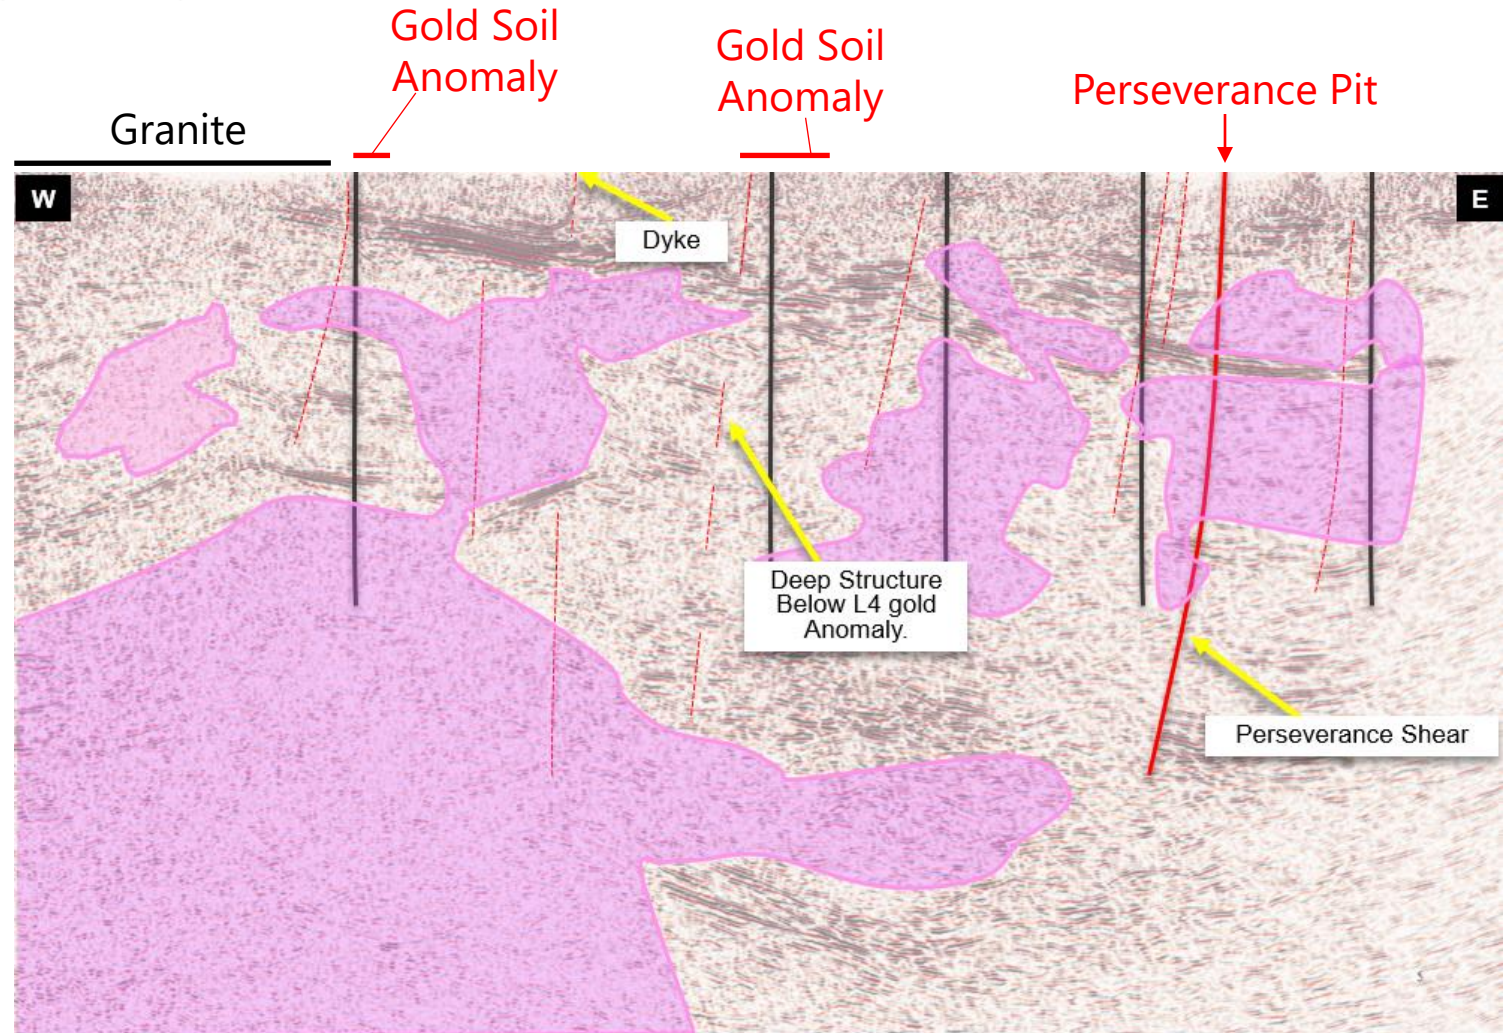 Gold Soil
Anomaly
Gold Soil
Anomaly
Perseverance Pit
Granite
W
E
Dyke
Deep Structure
Below L4 gold
Anomaly.
Perseverance Shear